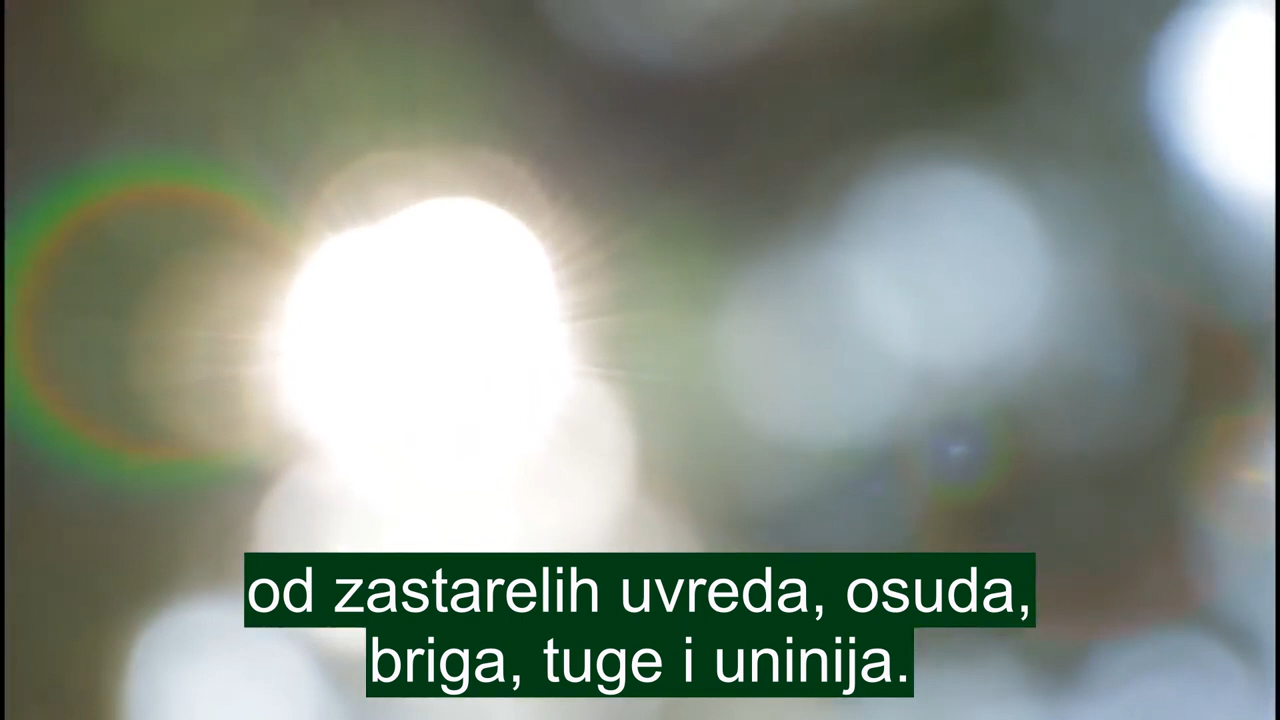 od zastarelih uvreda, osuda,
briga, tuge i uninija.